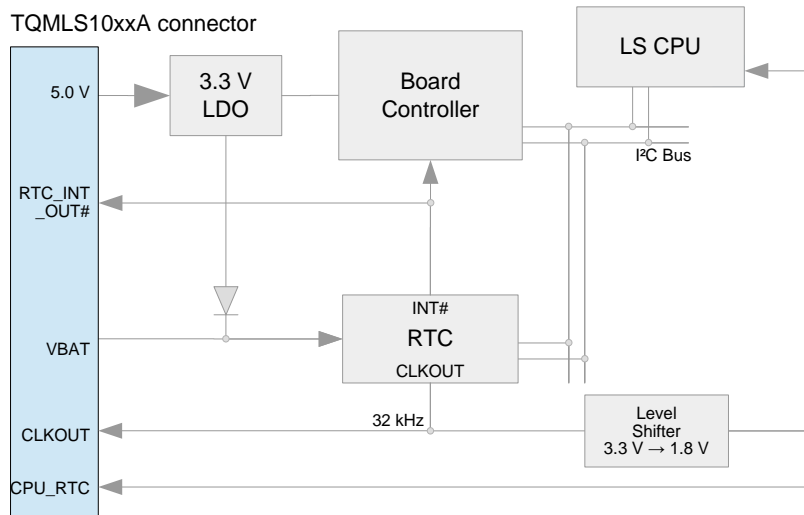 TQMLS10xxA connector
5.0 V
3.3 V
LDO
Board
Controller
LS CPU
I²C Bus
RTC_INT
_OUT#
INT#
RTC
CLKOUT
VBAT
32 kHz
CLKOUT
Level
Shifter
3.3 V → 1.8 V
CPU_RTC